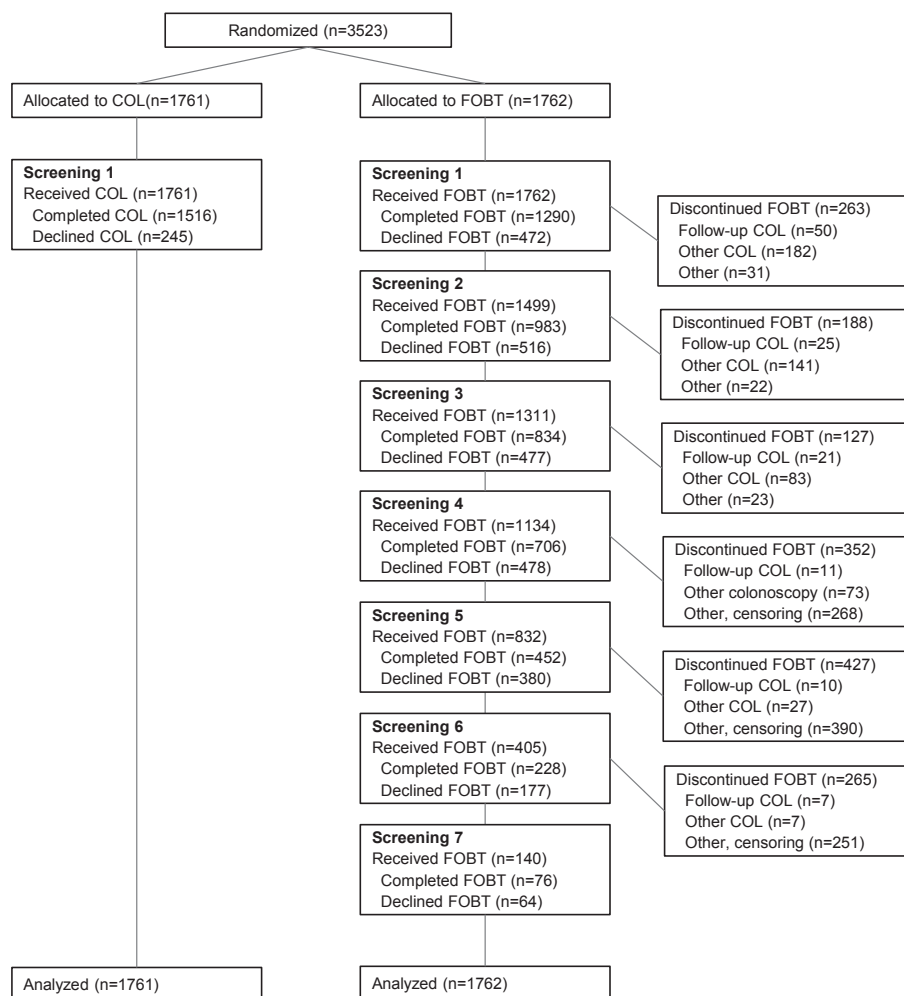 Randomized (n=3523)
Allocated to COL(n=1761)
Allocated to FOBT (n=1762)
Screening 1
Received COL (n=1761)
Completed COL (n=1516)
Declined COL (n=245)
Screening 1
Received FOBT (n=1762)
Completed FOBT (n=1290)
Declined FOBT (n=472)
Discontinued FOBT (n=263)
Follow-up COL (n=50)
Other COL (n=182)
Other (n=31)
Screening 2
Received FOBT (n=1499)
Completed FOBT (n=983)
Declined FOBT (n=516)
Discontinued FOBT (n=188)
Follow-up COL (n=25)
Other COL (n=141)
Other (n=22)
Screening 3
Received FOBT (n=1311)
Completed FOBT (n=834)
Declined FOBT (n=477)
Discontinued FOBT (n=127)
Follow-up COL (n=21)
Other COL (n=83)
Other (n=23)
Screening 4
Received FOBT (n=1134)
Completed FOBT (n=706)
Declined FOBT (n=478)
Discontinued FOBT (n=352)
Follow-up COL (n=11)
Other colonoscopy (n=73)
Other, censoring (n=268)
Screening 5
Received FOBT (n=832)
Completed FOBT (n=452)
Declined FOBT (n=380)
Discontinued FOBT (n=427)
Follow-up COL (n=10)
Other COL (n=27)
Other, censoring (n=390)
Screening 6
Received FOBT (n=405)
Completed FOBT (n=228)
Declined FOBT (n=177)
Discontinued FOBT (n=265)
Follow-up COL (n=7)
Other COL (n=7)
Other, censoring (n=251)
Screening 7
Received FOBT (n=140)
Completed FOBT (n=76)
Declined FOBT (n=64)
Analyzed (n=1761)
Analyzed (n=1762)